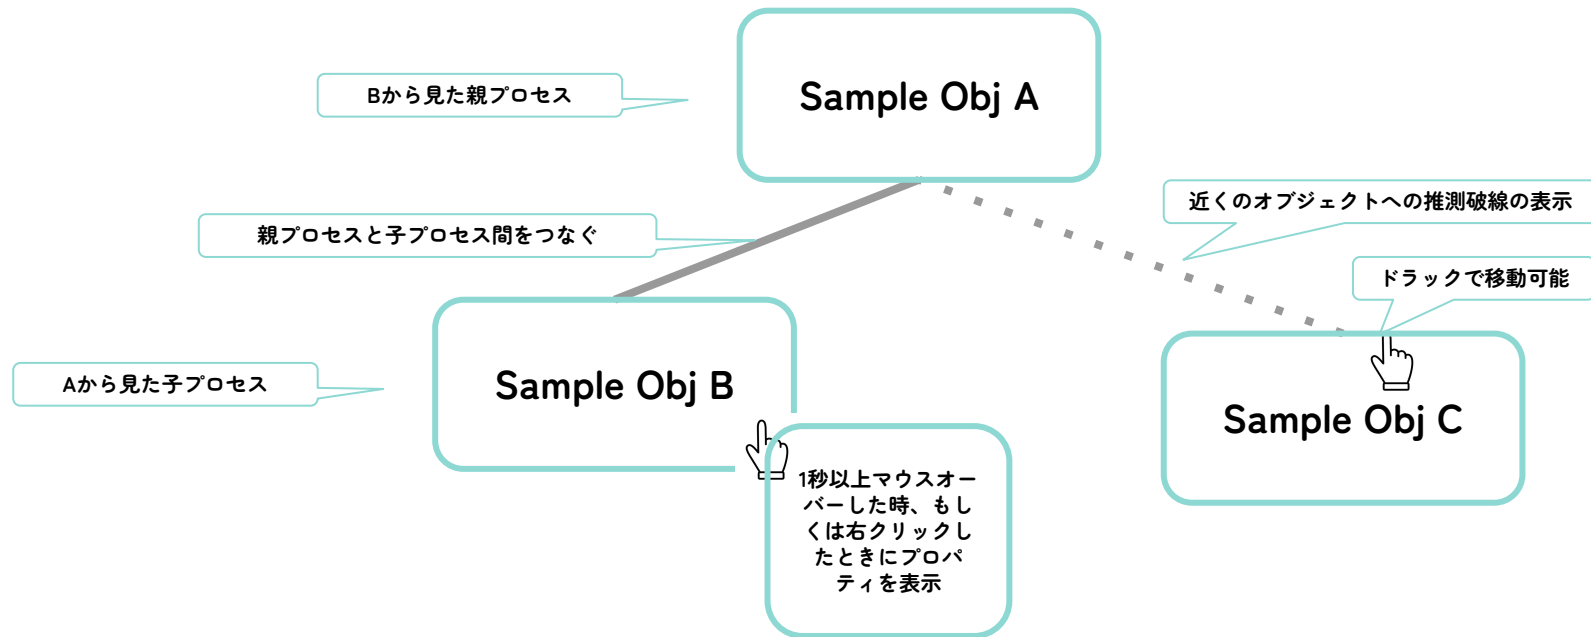 Sample Obj A
Bから見た親プロセス
近くのオブジェクトへの推測破線の表示
親プロセスと子プロセス間をつなぐ
ドラックで移動可能
Aから見た子プロセス
Sample Obj B
Sample Obj C
1秒以上マウスオー
バーした時、もし
くは右クリックし
たときにプロパ
ティを表示